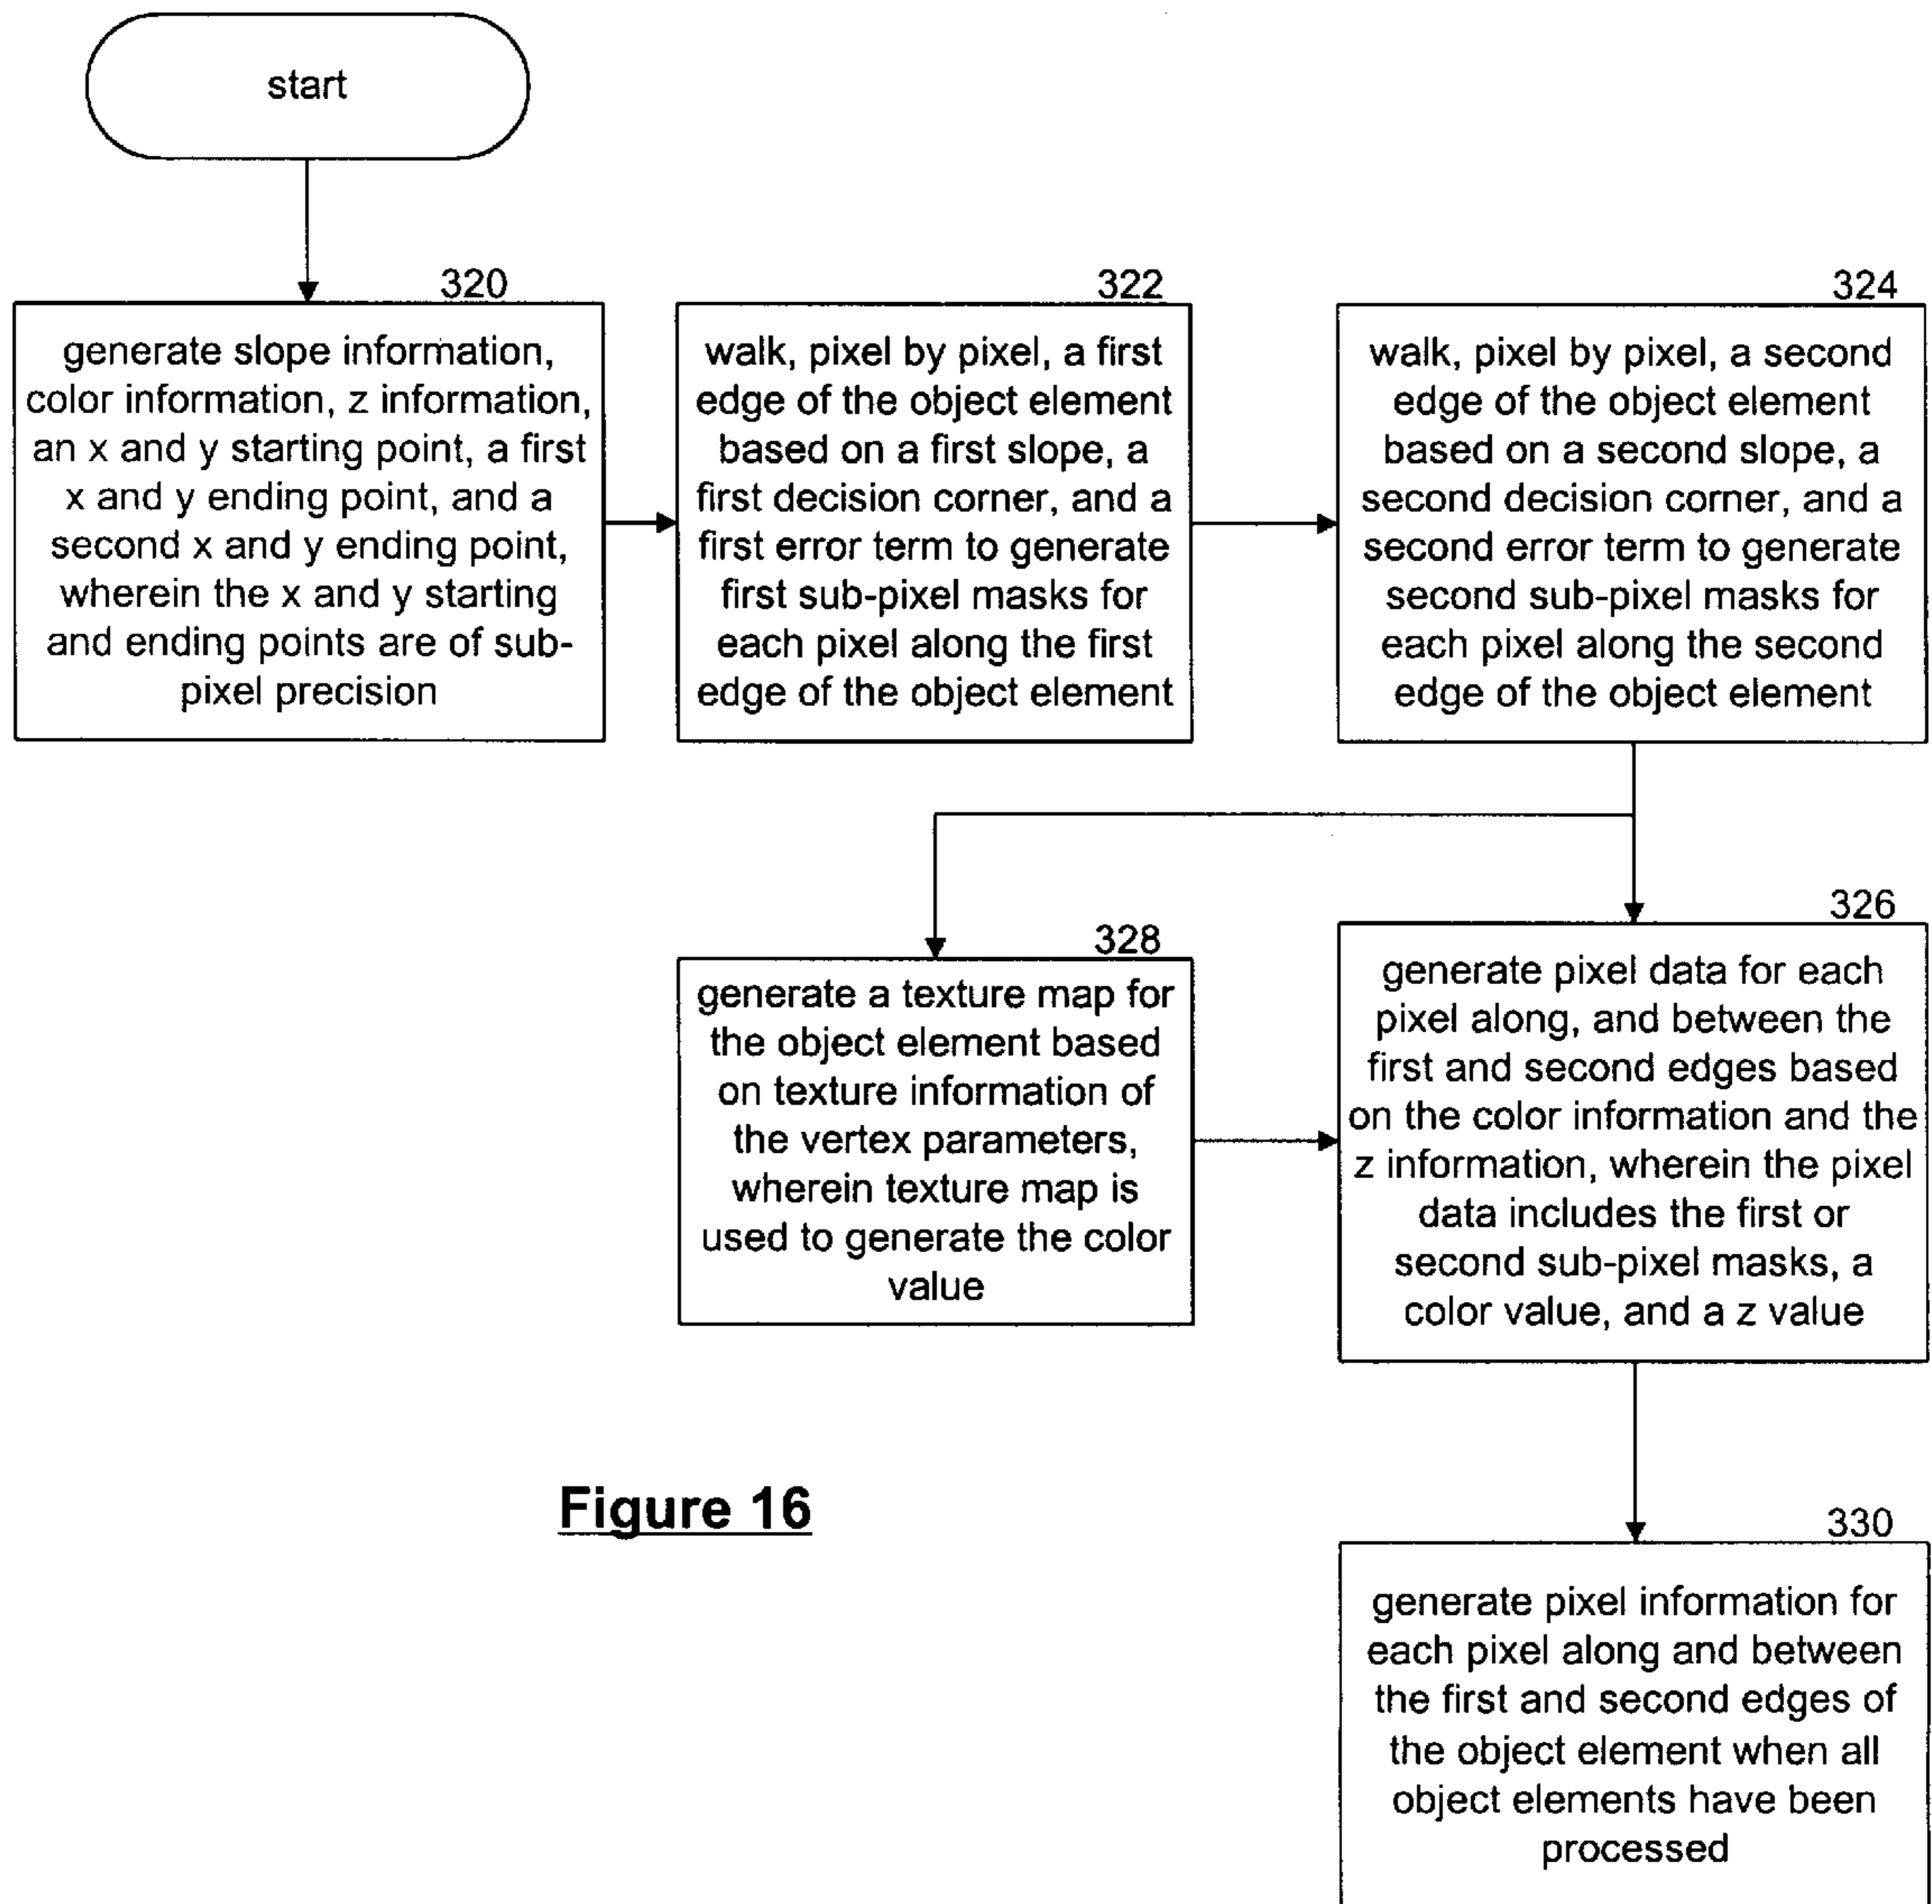 start
320
generate slope information,
color information, z information,
an x and y starting point, a first
x and y ending point, and a
second x and y ending point,
wherein the x and y starting
and ending points are of sub-
pixel precision
322
walk, pixel by pixel, a first
edge of the object element
based on a first slope, a
first decision corner, and a
first error term to generate
first sub-pixel masks for
each pixel along the first
edge of the object element
324
walk, pixel by pixel, a second
edge of the object element
based on a second slope, a
second decision corner, and a
second error term to generate
second sub-pixel masks for
each pixel along the second
edge of the object element
328
generate a texture map for
the object element based
on texture information of
the vertex parameters,
wherein texture map is
used to generate the color
value
326
generate pixel data for each
pixel along, and between the
first and second edges based
on the color information and the
z information, wherein the pixel
data includes the first or
second sub-pixel masks, a
color value, and a z value
Figure 16
330
generate pixel information for
each pixel along and between
the first and second edges of
the object element when all
object elements have been
processed